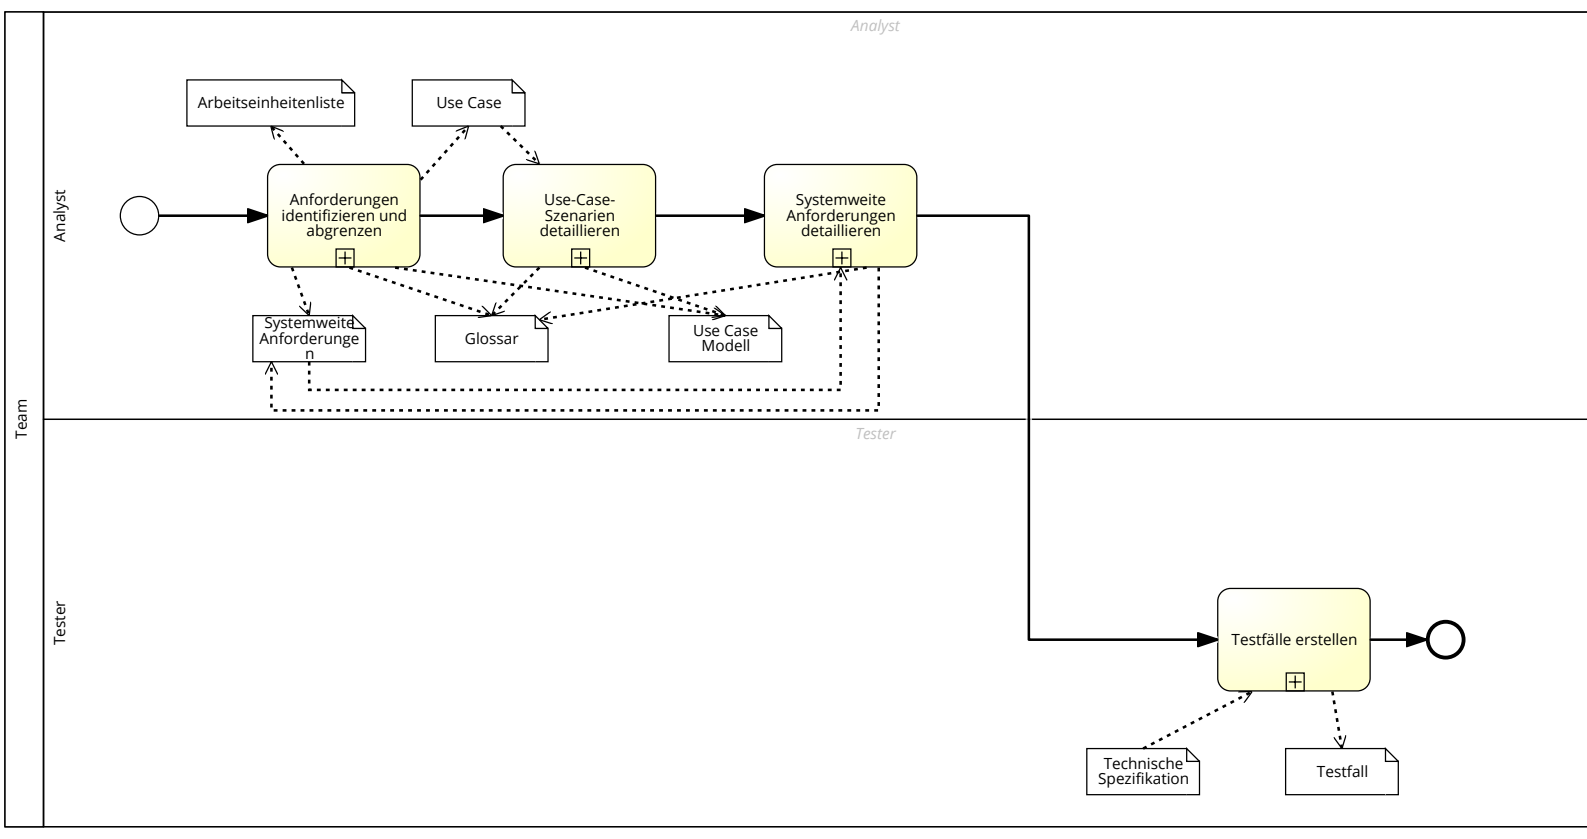 Analyst
Arbeitseinheitenliste
Use Case
Analyst
Anforderungen
identifizieren und
abgrenzen
Use-Case-
Szenarien
detaillieren
Systemweite
Anforderungen
detaillieren
Systemweite
Anforderunge
n
Glossar
Use Case
Modell
Team
Tester
Tester
Testfälle erstellen
Technische
Spezifikation
Testfall